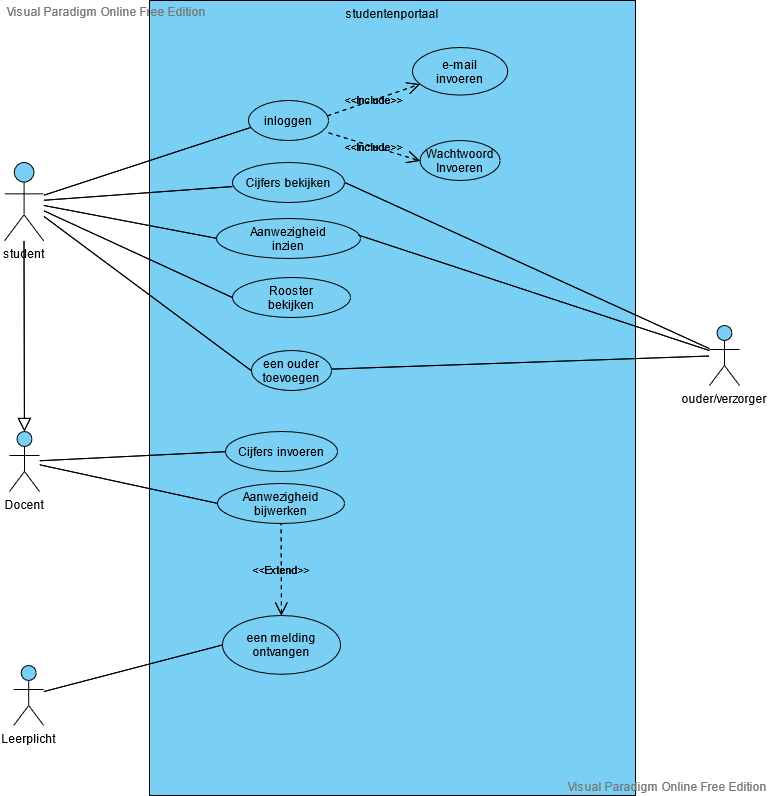 Visual Paradigm Online Free Edition
studentenportaal
e-mail
invoeren
<<Include>>
inloggen
<<Include>>
Wachtwoord
Invoeren
Cijfers bekijken
student
Aanwezigheid
inzien
Rooster
bekijken
een ouder
toevoegen
ouder/verzorger
Cijfers invoeren
Docent
Aanwezigheid
bijwerken
<<Extend>>
een melding
ontvangen
Leerplicht
Visual Paradigm Online Free Edition